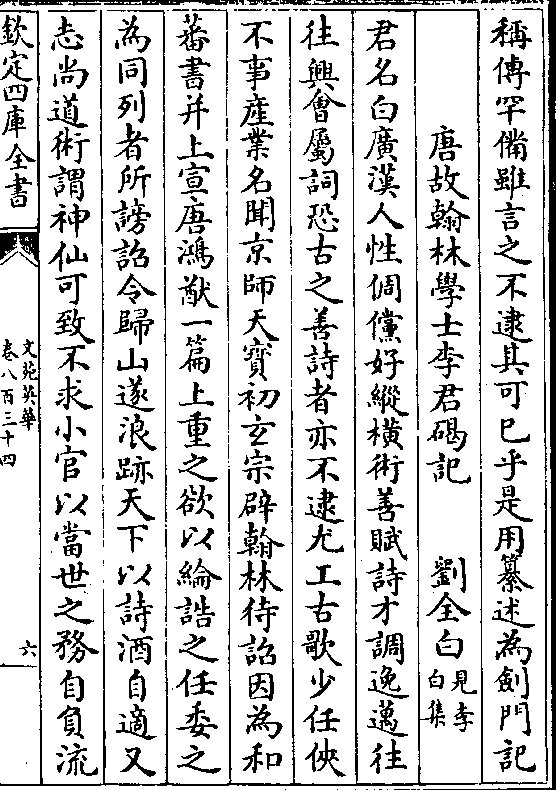 稱傳罕備雖言之不逮其可已乎是用纂述為劍門記
唐故翰林學士李君碣記 劉全白見李白集
君名白廣漢人性倜儻好縱橫術善賦詩才調逸邁往
往興會屬詞恐古之善詩者亦不逮尤工古歌少任俠
不事產業名聞京師天寶初玄宗辟翰林待詔因為和
蕃書并上宣唐鴻猷一篇上重之欲以綸誥之任委之
為同列者所謗詔令歸山遂浪跡天下以詩酒自適又
志尚道術謂神仙可致不求小官以當世之務自負流
欽定四庫全書
文苑英華
卷八百三十四
六